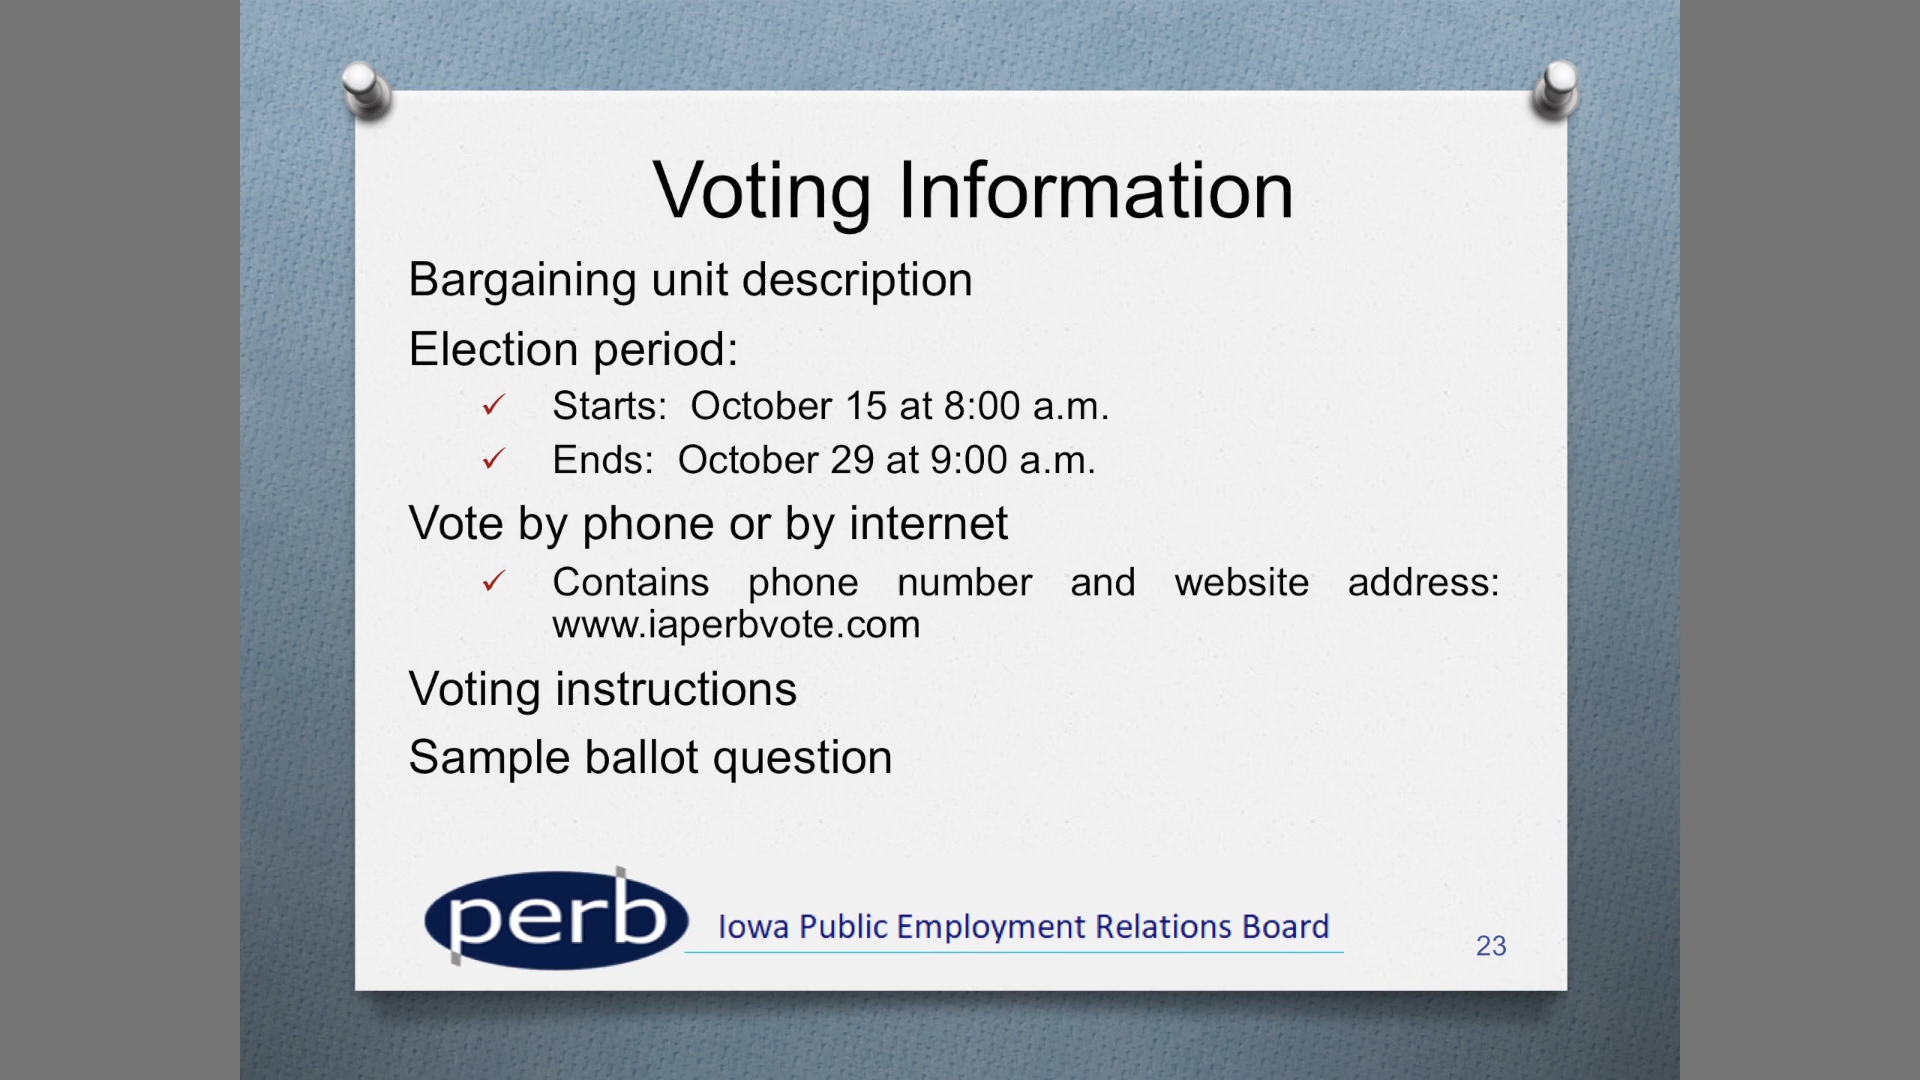 Voting Information
Bargaining unit description
Election period:
✓ Starts: October 15 at 8:00 a.m.
✓ Ends: October 29 at 9:00 a.m.
Vote by phone or by internet
✓ Contains phone number and website address:
www.iaperbvote.com
Voting instructions
Sample ballot question
perb
Iowa Public Employment Relations Board
23